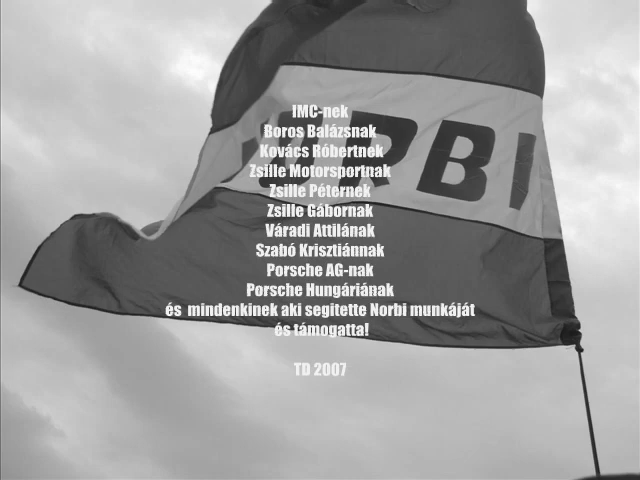 IMC-nek
Boros Balázsnak
Kovács Róbertnek
Zsille Motorsportnak
Zsille Péternek
Zsille Gábornak
Váradi Attilának
Szabó Krisztiánnak
Porsche AG-nak
Porsche Hungáriának
és mindenkinek aki segitette Norbi munkáját
és támogatta!
TD 2007
ORBI